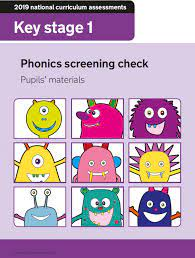 2019 national curriculum assessments
Key stage 1
Phonics screening check
Pupils' materials